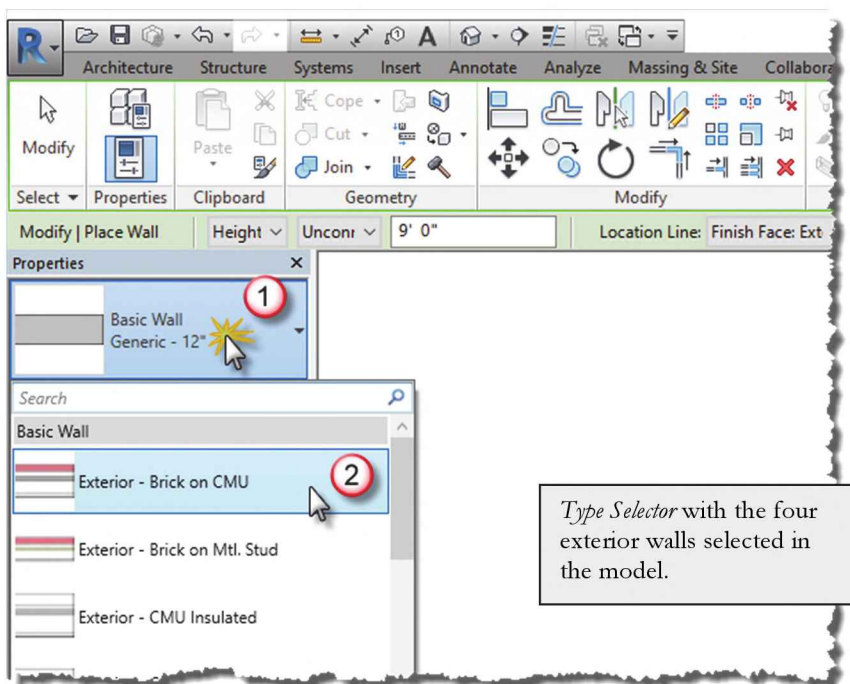 R
A
Architecture Structure Systems Insert Annotate Analyze Massing & Site Collabora
Modify
Paste
Cope
Cut
Join
Select Properties Clipboard Geometry Modify
Modify | Place Wall Height Unconr 9' 0" Location Line: Finish Face: Exte
Properties
Basic Wall
Generic - 12"
1
Search
Basic Wall
Exterior - Brick on CMU
2
Exterior - Brick on Mtl. Stud
Exterior - CMU Insulated
Type Selector with the four
exterior walls selected in
the model.